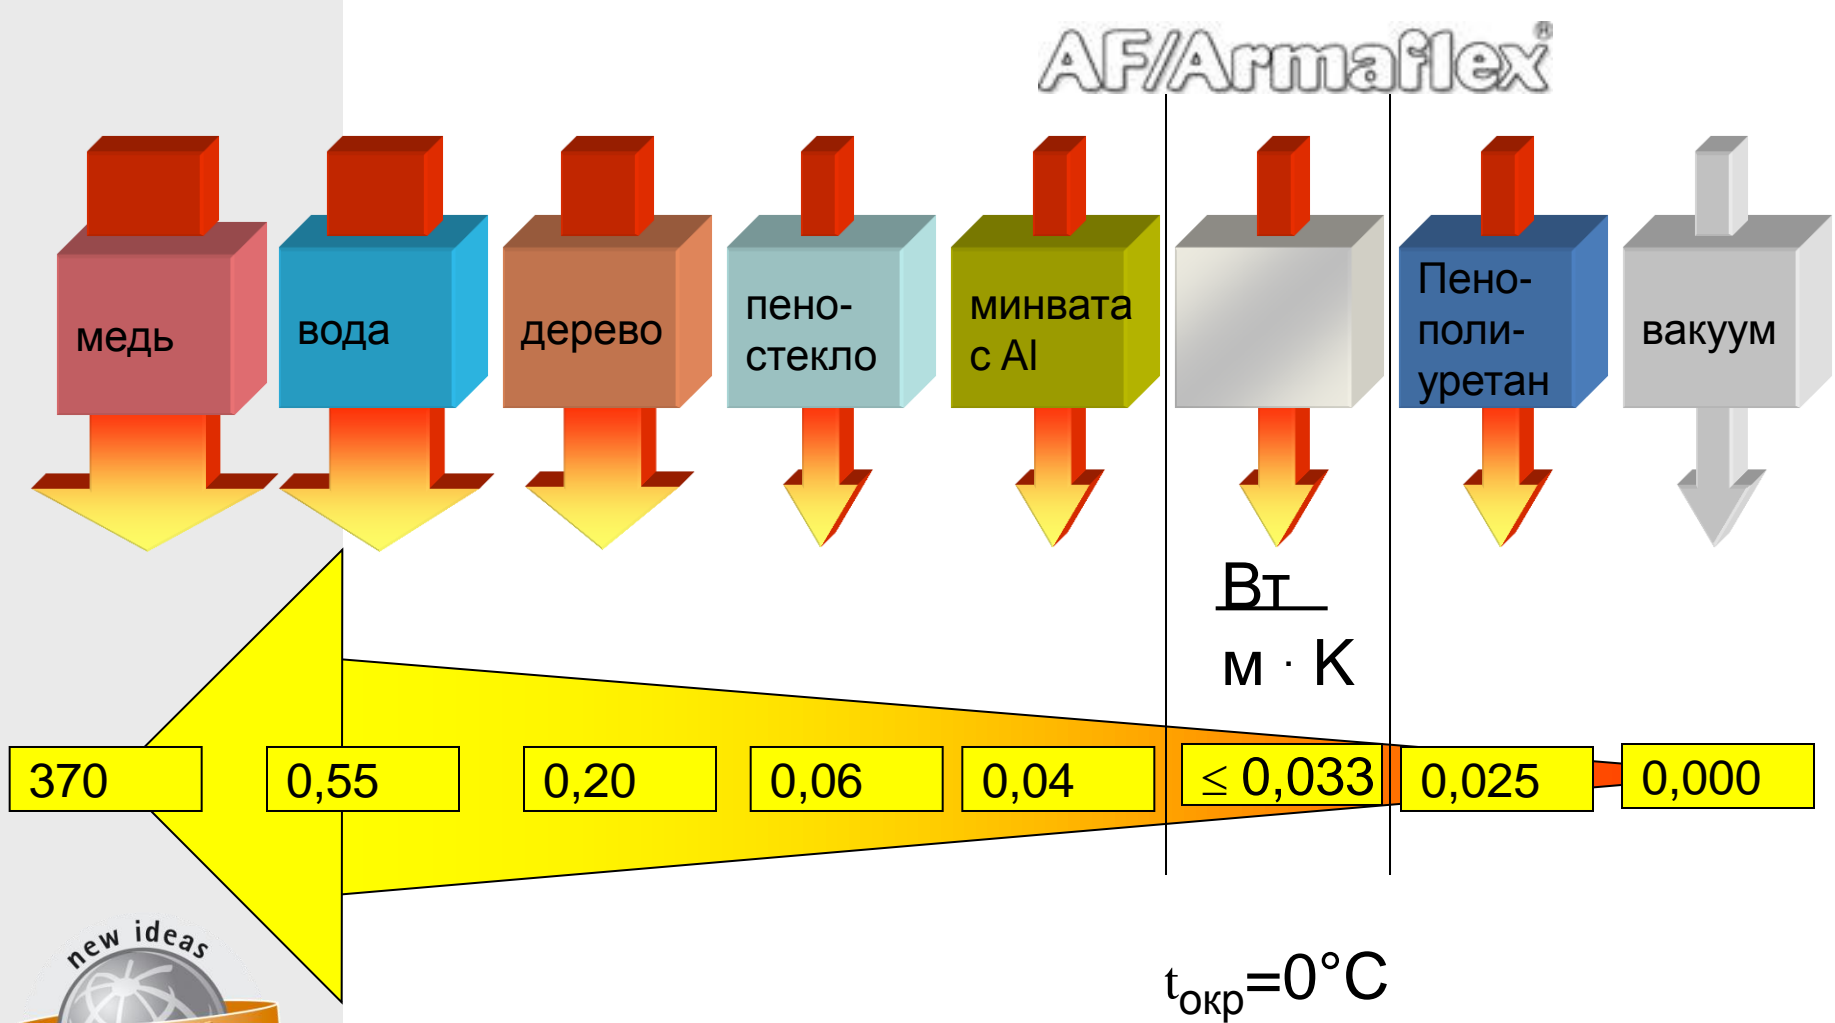 AF/Armaflex®
медь
вода
дерево
пено-
стекло
минвата
с Al
Пено-
поли-
уретан
вакуум
Вт
м · К
370
0,55
0,20
0,06
0,04
≤ 0,033
0,025
0,000
new ideas
tокр=0°C